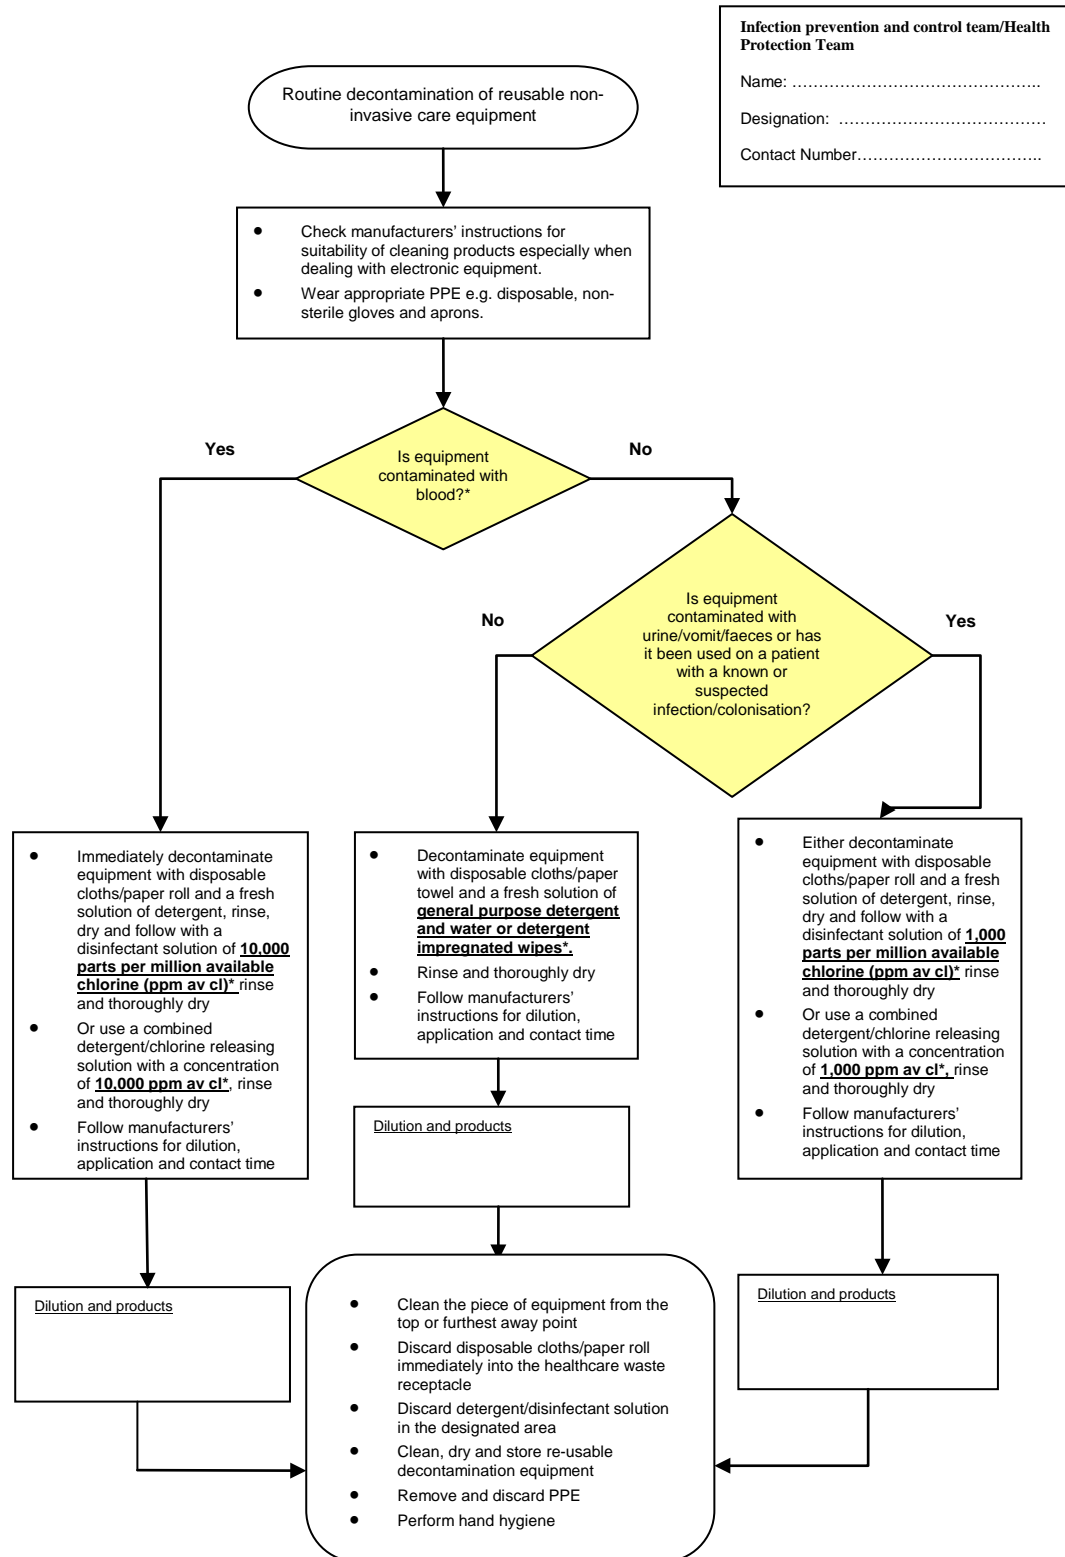 Infection prevention and control team/Health
Protection Team
Name: ………………………………………..
Designation: …………………………………
Contact Number……………………………..
Routine decontamination of reusable non-
invasive care equipment
• Check manufacturers’ instructions for
suitability of cleaning products especially when
dealing with electronic equipment.
• Wear appropriate PPE e.g. disposable, non-
sterile gloves and aprons.
Yes
Is equipment
contaminated with
blood?*
No
No
Is equipment
contaminated with
urine/vomit/faeces or has
it been used on a patient
with a known or
suspected
infection/colonisation?
Yes
• Immediately decontaminate
equipment with disposable
cloths/paper roll and a fresh
solution of detergent, rinse,
dry and follow with a
disinfectant solution of 10,000
parts per million available
chlorine (ppm av cl)* rinse
and thoroughly dry
• Or use a combined
detergent/chlorine releasing
solution with a concentration
of 10,000 ppm av cl*, rinse
and thoroughly dry
• Follow manufacturers’
instructions for dilution,
application and contact time
• Decontaminate equipment
with disposable cloths/paper
towel and a fresh solution of
general purpose detergent
and water or detergent
impregnated wipes*.
• Rinse and thoroughly dry
• Follow manufacturers’
instructions for dilution,
application and contact time
• Either decontaminate
equipment with disposable
cloths/paper roll and a fresh
solution of detergent, rinse,
dry and follow with a
disinfectant solution of 1,000
parts per million available
chlorine (ppm av cl)* rinse
and thoroughly dry
• Or use a combined
detergent/chlorine releasing
solution with a concentration
of 1,000 ppm av cl*, rinse
and thoroughly dry
• Follow manufacturers’
instructions for dilution,
application and contact time
Dilution and products
Dilution and products
Dilution and products
• Clean the piece of equipment from the
top or furthest away point
• Discard disposable cloths/paper roll
immediately into the healthcare waste
receptacle
• Discard detergent/disinfectant solution
in the designated area
• Clean, dry and store re-usable
decontamination equipment
• Remove and discard PPE
• Perform hand hygiene